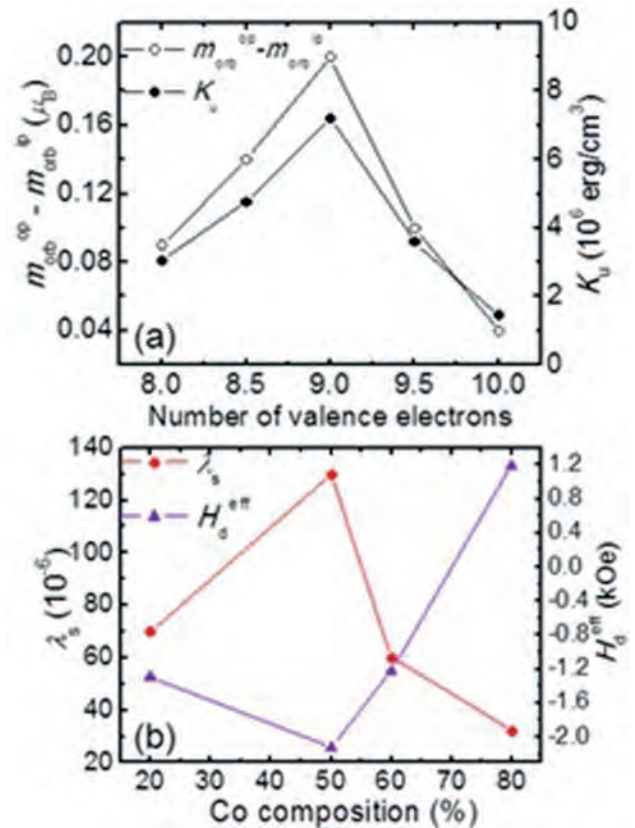 0.20
0.16
0.12
0.08
0.04
m_orb^op - m_orb^ip (μ_B)
m_orb^op - m_orb^ip
K_u
10
8
6
4
2
0
K_u (10^6 erg/cm^3)
(a)
8.0 8.5 9.0 9.5 10.0
Number of valence electrons
140
120
100
80
60
40
20
λ_s (10^-6)
λ_s
H_d^eff
1.2
0.8
0.4
0.0
-0.4
-0.8
-1.2
-1.6
-2.0
H_d^eff (kOe)
(b)
20 30 40 50 60 70 80
Co composition (%)